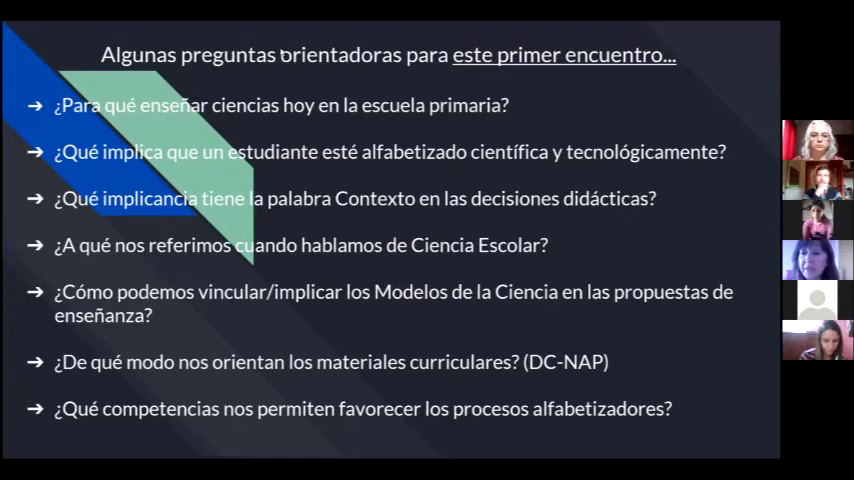 Algunas preguntas orientadoras para este primer encuentro...
➔ ¿Para qué enseñar ciencias hoy en la escuela primaria?
➔ ¿Qué implica que un estudiante esté alfabetizado científica y tecnológicamente?
➔ ¿Qué implicancia tiene la palabra Contexto en las decisiones didácticas?
➔ ¿A qué nos referimos cuando hablamos de Ciencia Escolar?
➔ ¿Cómo podemos vincular/implicar los Modelos de la Ciencia en las propuestas de
enseñanza?
➔ ¿De qué modo nos orientan los materiales curriculares? (DC-NAP)
➔ ¿Qué competencias nos permiten favorecer los procesos alfabetizadores?